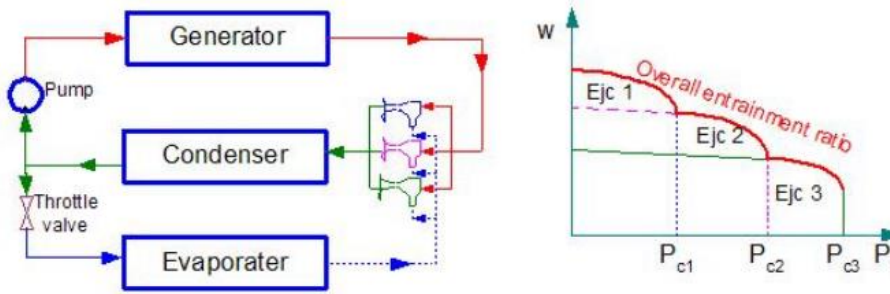 Generator
Pump
Condenser
Throttle
valve
Evaporater
w
Overall entrainment ratio
Ejc 1
Ejc 2
Ejc 3
Pc1
Pc2
Pc3
P